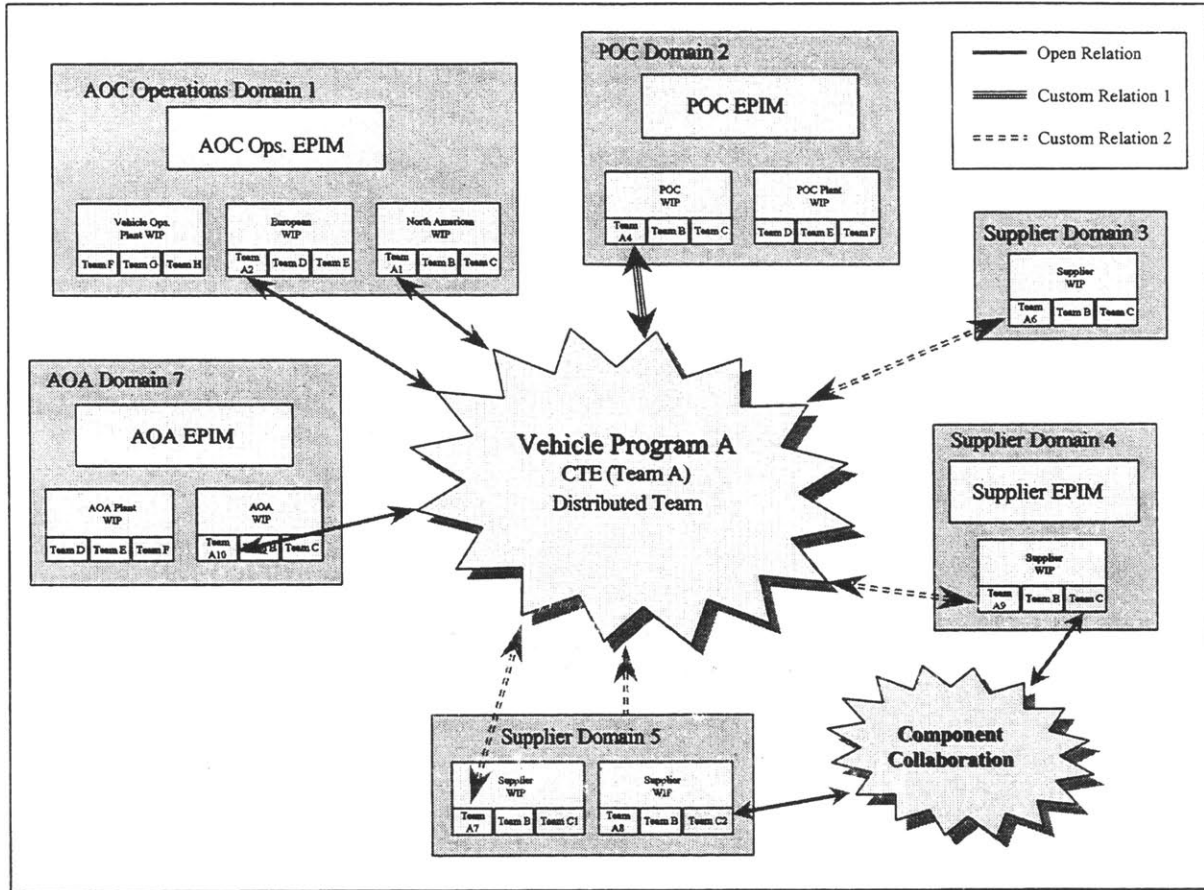 AOC Operations Domain 1
AOC Ops. EPIM
Vehicle Ops.
Plant WIP
Team F Team G Team H
European
WIP
Team A2 Team D Team E
North American
WIP
Team A1 Team B Team C
POC Domain 2
POC EPIM
POC
WIP
Team A4 Team B Team C
POC Plant
WIP
Team D Team E Team F
Open Relation
Custom Relation 1
Custom Relation 2
Supplier Domain 3
Supplier
WIP
Team A6 Team B Team C
AOA Domain 7
AOA EPIM
AOA Plant
WIP
Team D Team E Team F
AOA
WIP
Team A10 B Team C
Vehicle Program A
CTE (Team A)
Distributed Team
Supplier Domain 4
Supplier EPIM
Supplier
WIP
Team A9 Team B Team C
Supplier Domain 5
Supplier
WIP
Team A7 Team B Team C1
Supplier
WIP
Team A8 Team B Team C2
Component
Collaboration